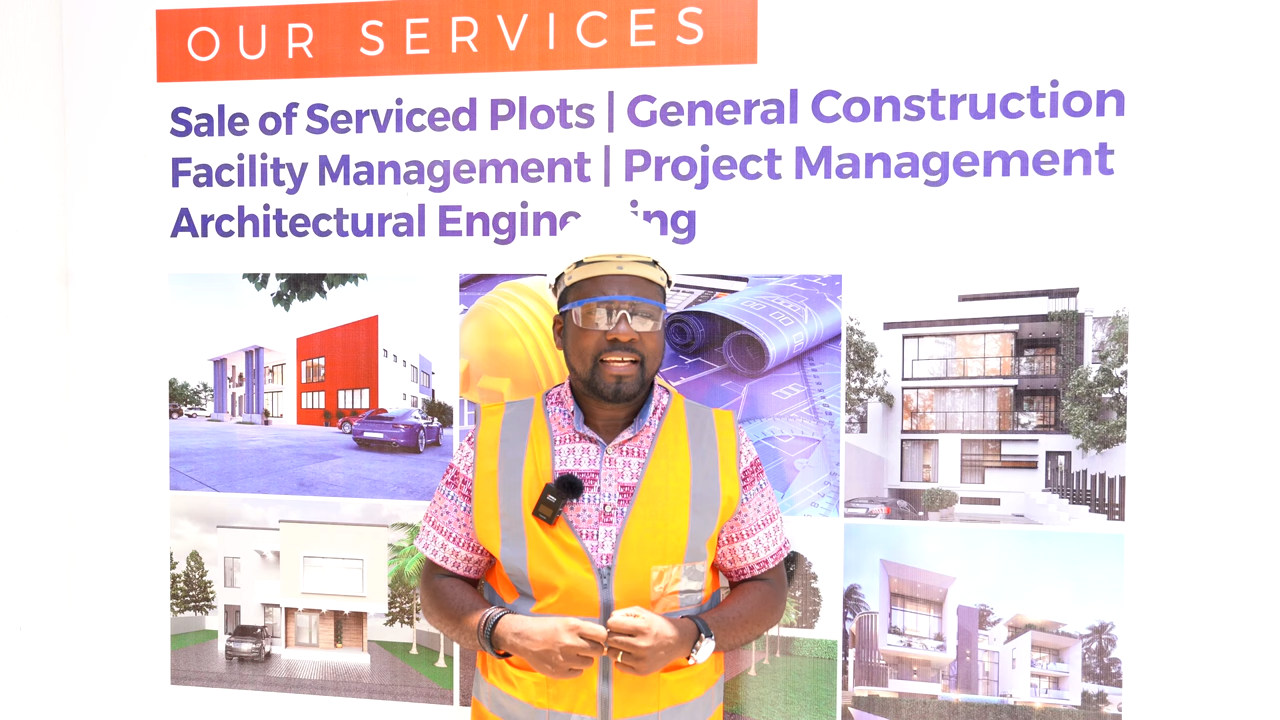 OUR SERVICES
Sale of Serviced Plots | General Construction
Facility Management | Project Management
Architectural